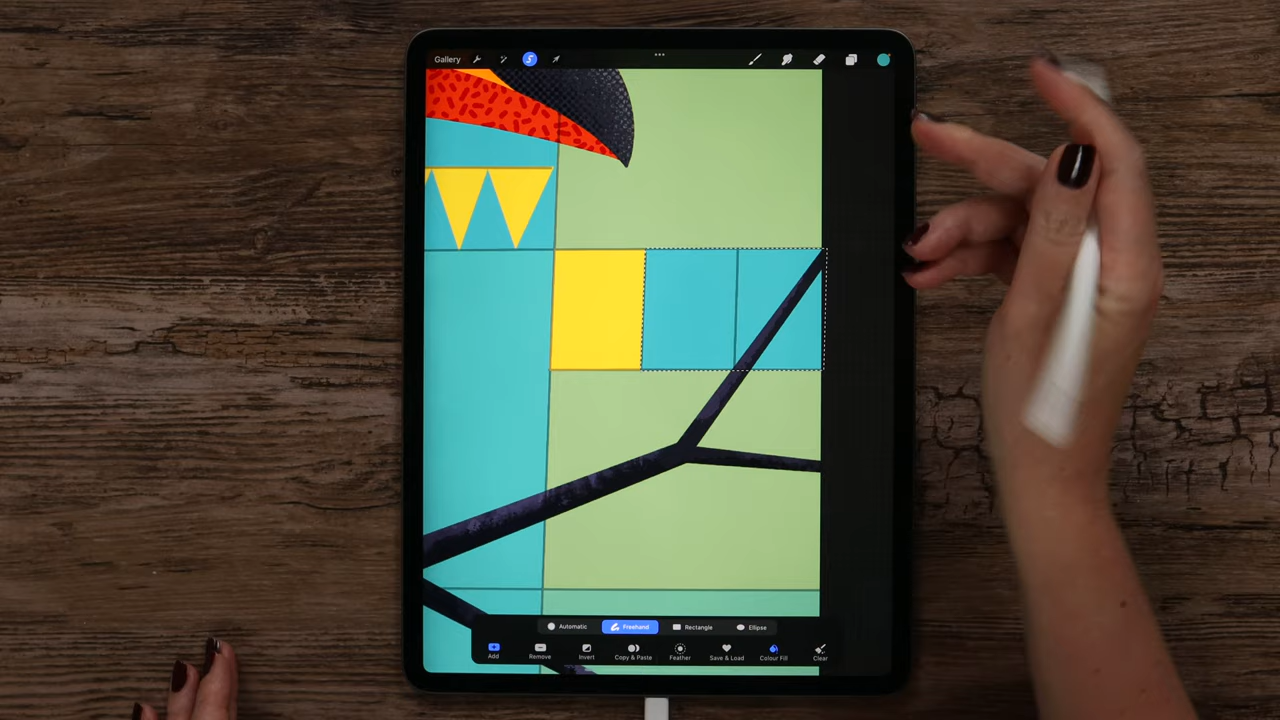 Gallery
Automatic Freehand Rectangle Ellipse
Add Remove Invert Copy & Paste Feather Save & Load Colour Fill Clear